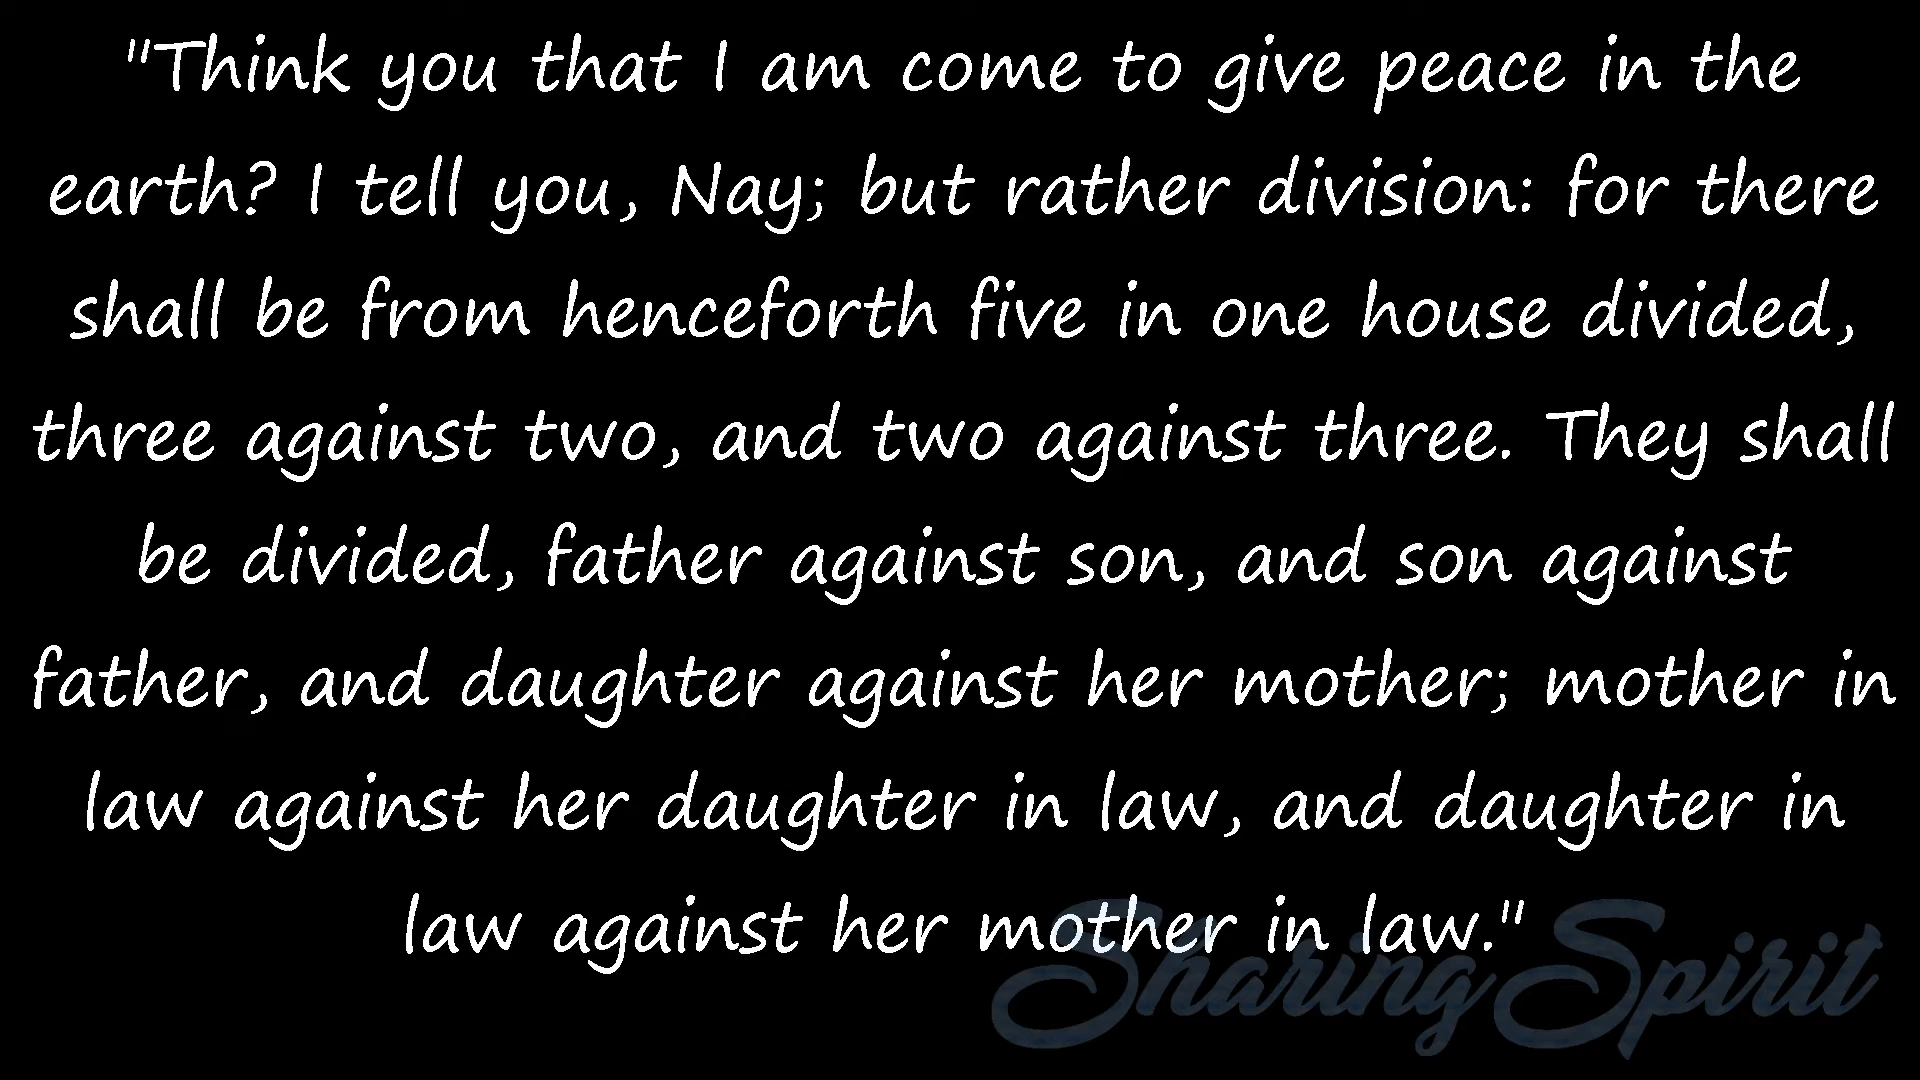 "Think you that I am come to give peace in the
earth? I tell you, Nay; but rather division: for there
shall be from henceforth five in one house divided,
three against two, and two against three. They shall
be divided, father against son, and son against
father, and daughter against her mother; mother in
law against her daughter in law, and daughter in
law against her mother in law."
Sharing Spirit